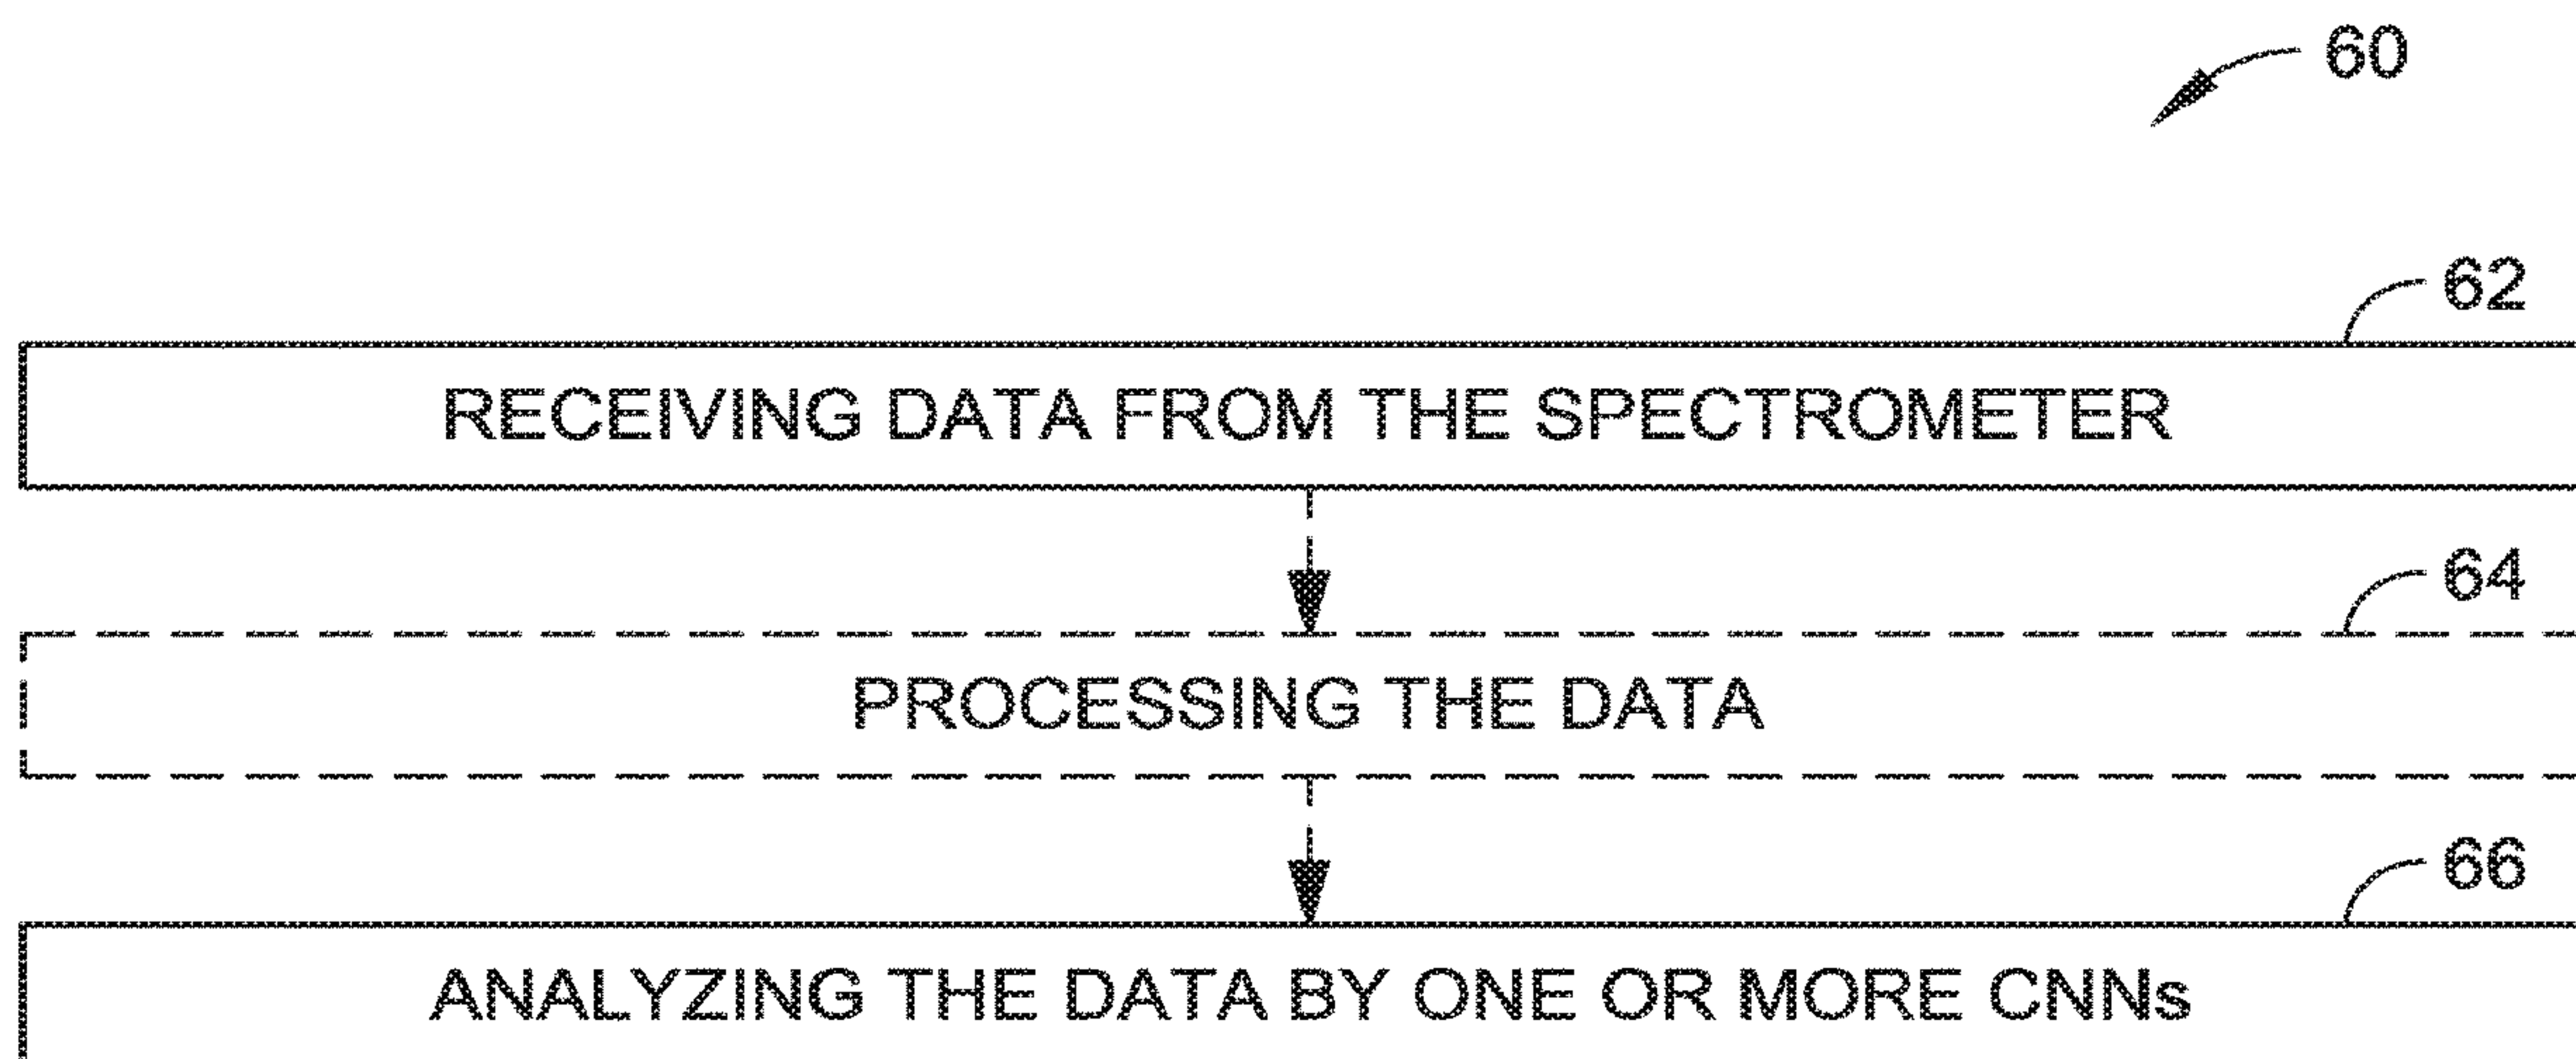 60
62
RECEIVING DATA FROM THE SPECTROMETER
64
PROCESSING THE DATA
66
ANALYZING THE DATA BY ONE OR MORE CNNs